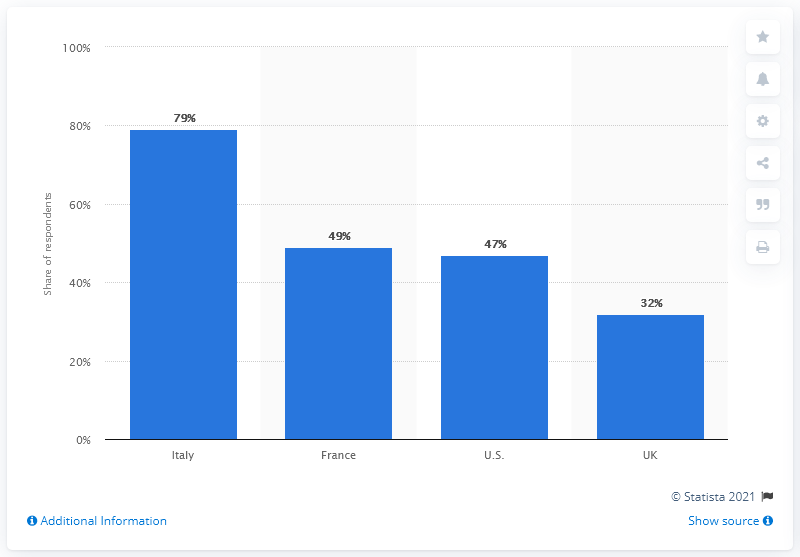 100%
80%
60%
40%
20%
0%
Share of respondents
79%
49%
47%
32%
Italy
France
U.S.
UK
© Statista 2021
Additional Information
Show source